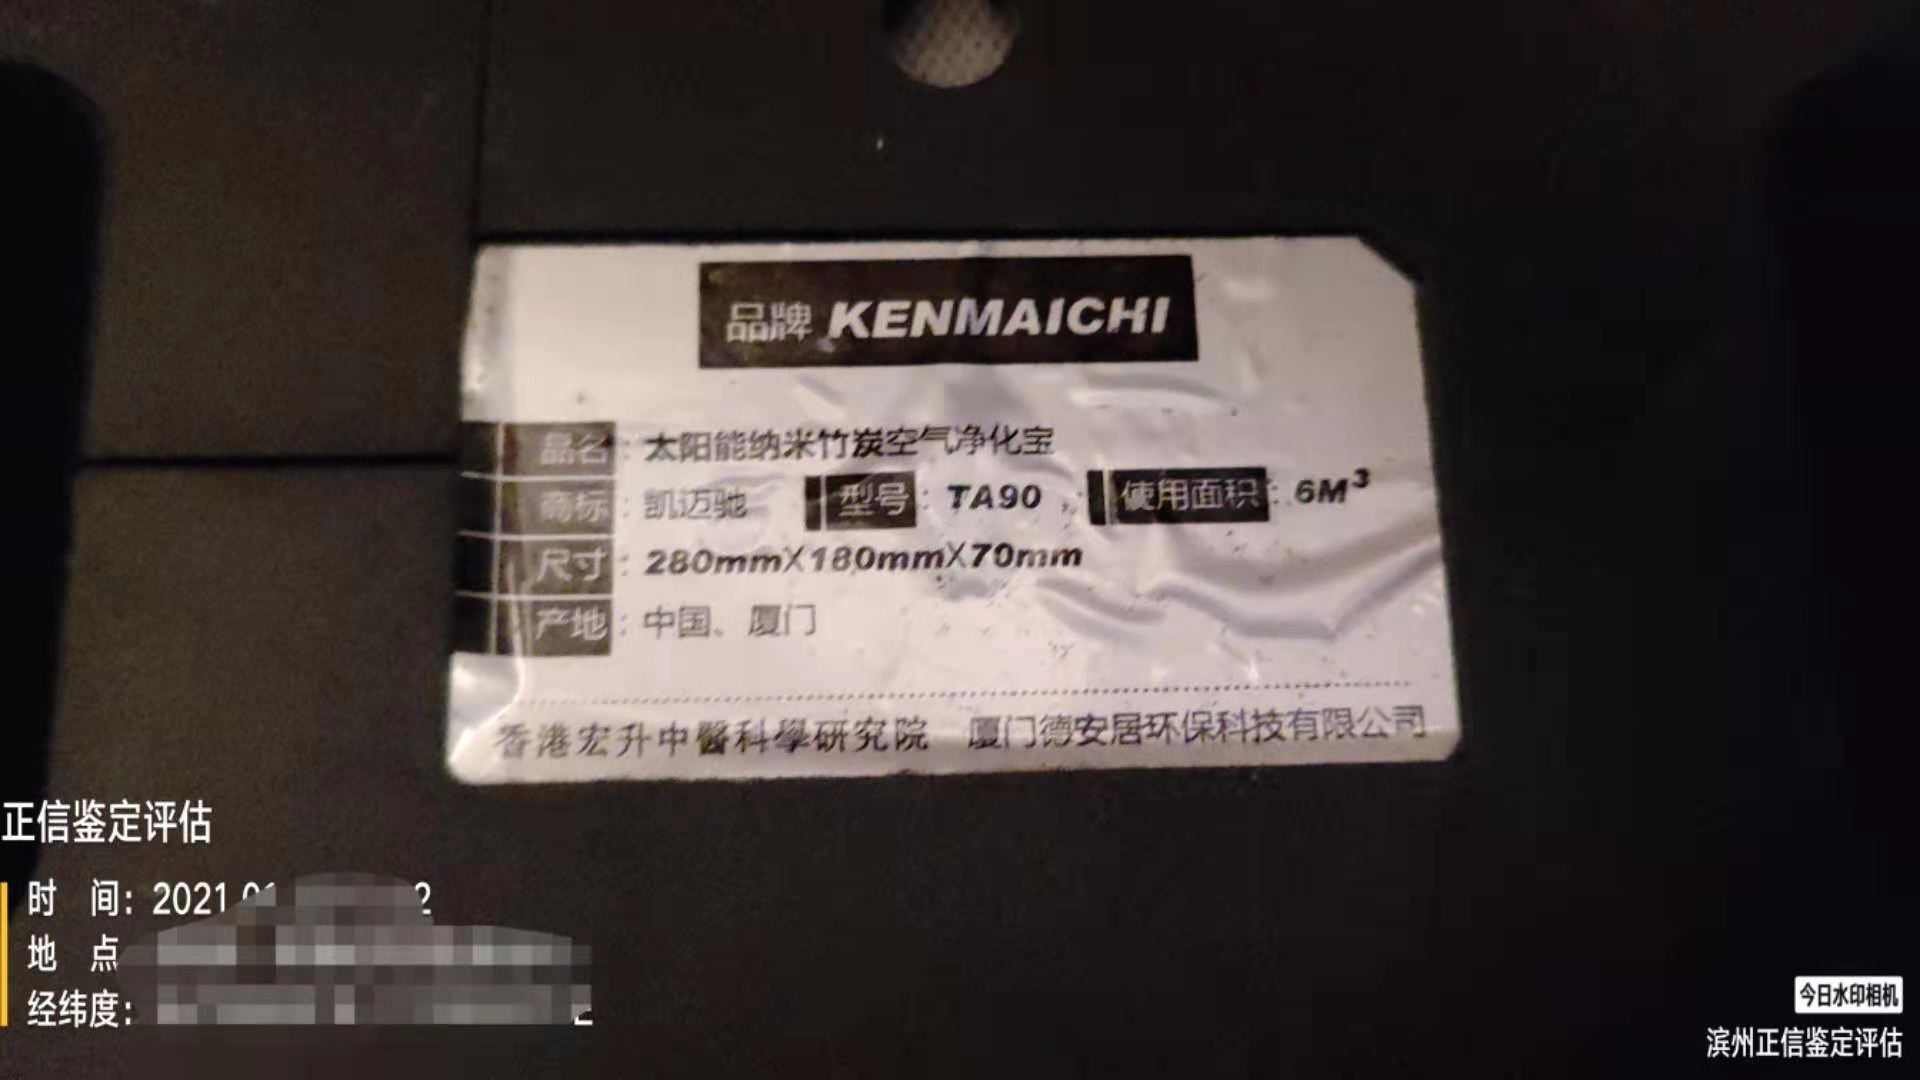 品牌 KENMAICHI
品名：太阳能纳米竹炭空气净化宝
商标：凯迈驰 型号：TA90 使用面积：6M³
尺寸：280mmX180mmX70mm
产地：中国、厦门
香港宏升中醫科學研究院 厦门德安居环保科技有限公司
正信鉴定评估
时 间：2021
地 点
经纬度：
今日水印相机
滨州正信鉴定评估